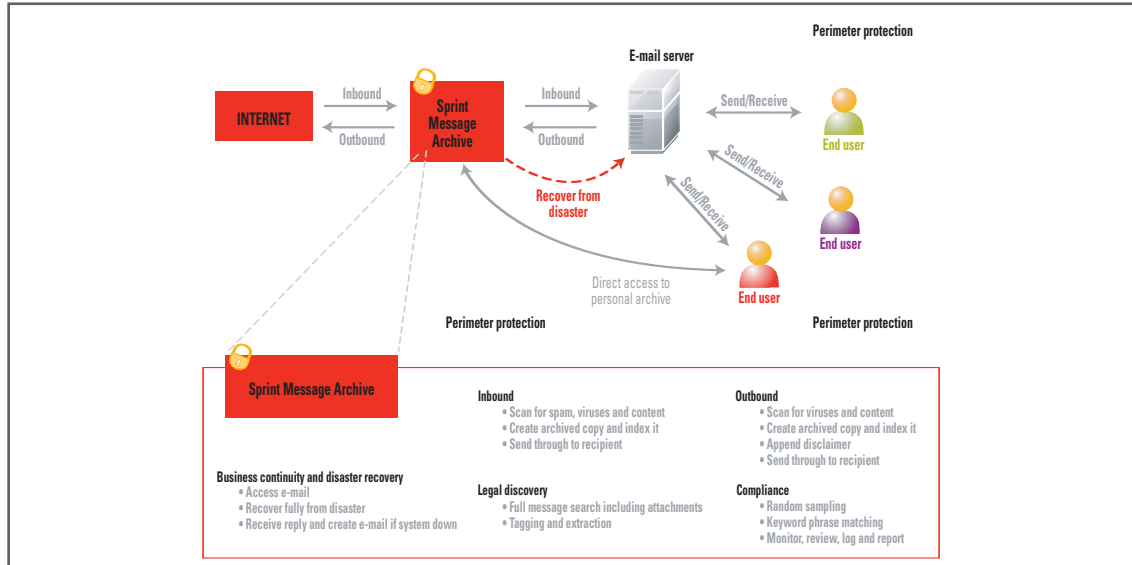 Perimeter protection
E-mail server
INTERNET
Inbound
Outbound
Sprint
Message
Archive
Inbound
Outbound
Send/Receive
End user
Send/Receive
End user
Send/Receive
End user
Recover from
disaster
Direct access to
personal archive
Perimeter protection
Perimeter protection
Sprint Message Archive
Inbound
• Scan for spam, viruses and content
• Create archived copy and index it
• Send through to recipient
Outbound
• Scan for viruses and content
• Create archived copy and index it
• Append disclaimer
• Send through to recipient
Business continuity and disaster recovery
• Access e-mail
• Recover fully from disaster
• Receive reply and create e-mail if system down
Legal discovery
• Full message search including attachments
• Tagging and extraction
Compliance
• Random sampling
• Keyword phrase matching
• Monitor, review, log and report